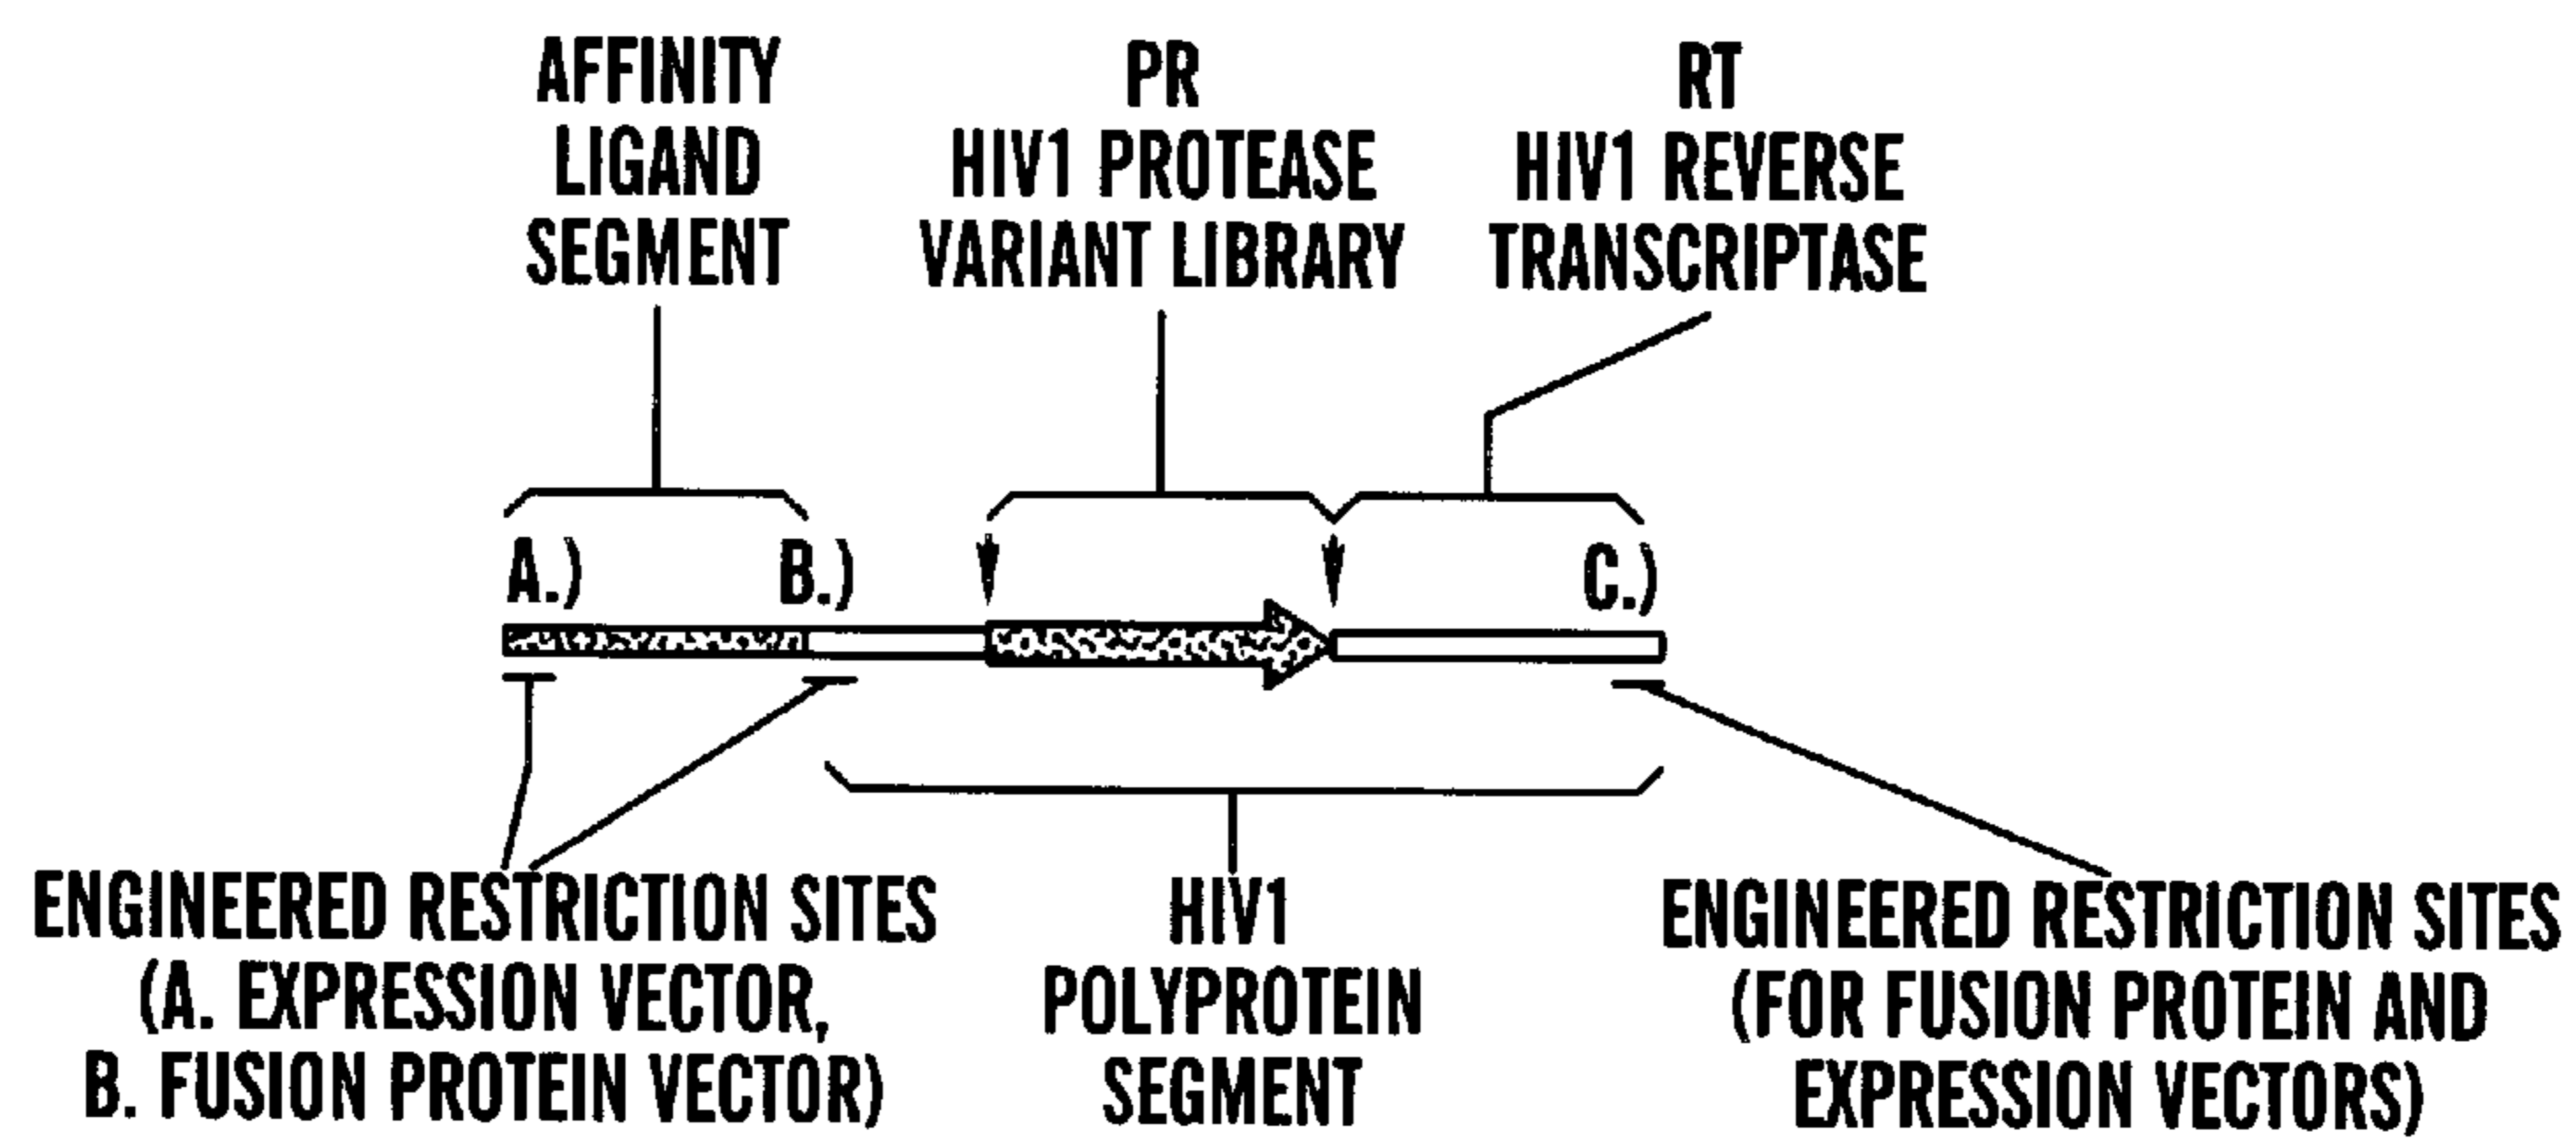 AFFINITY
LIGAND
SEGMENT
PR
HIV1 PROTEASE
VARIANT LIBRARY
RT
HIV1 REVERSE
TRANSCRIPTASE
A.)
B.)
C.)
ENGINEERED RESTRICTION SITES
(A. EXPRESSION VECTOR,
B. FUSION PROTEIN VECTOR)
HIV1
POLYPROTEIN
SEGMENT
ENGINEERED RESTRICTION SITES
(FOR FUSION PROTEIN AND
EXPRESSION VECTORS)